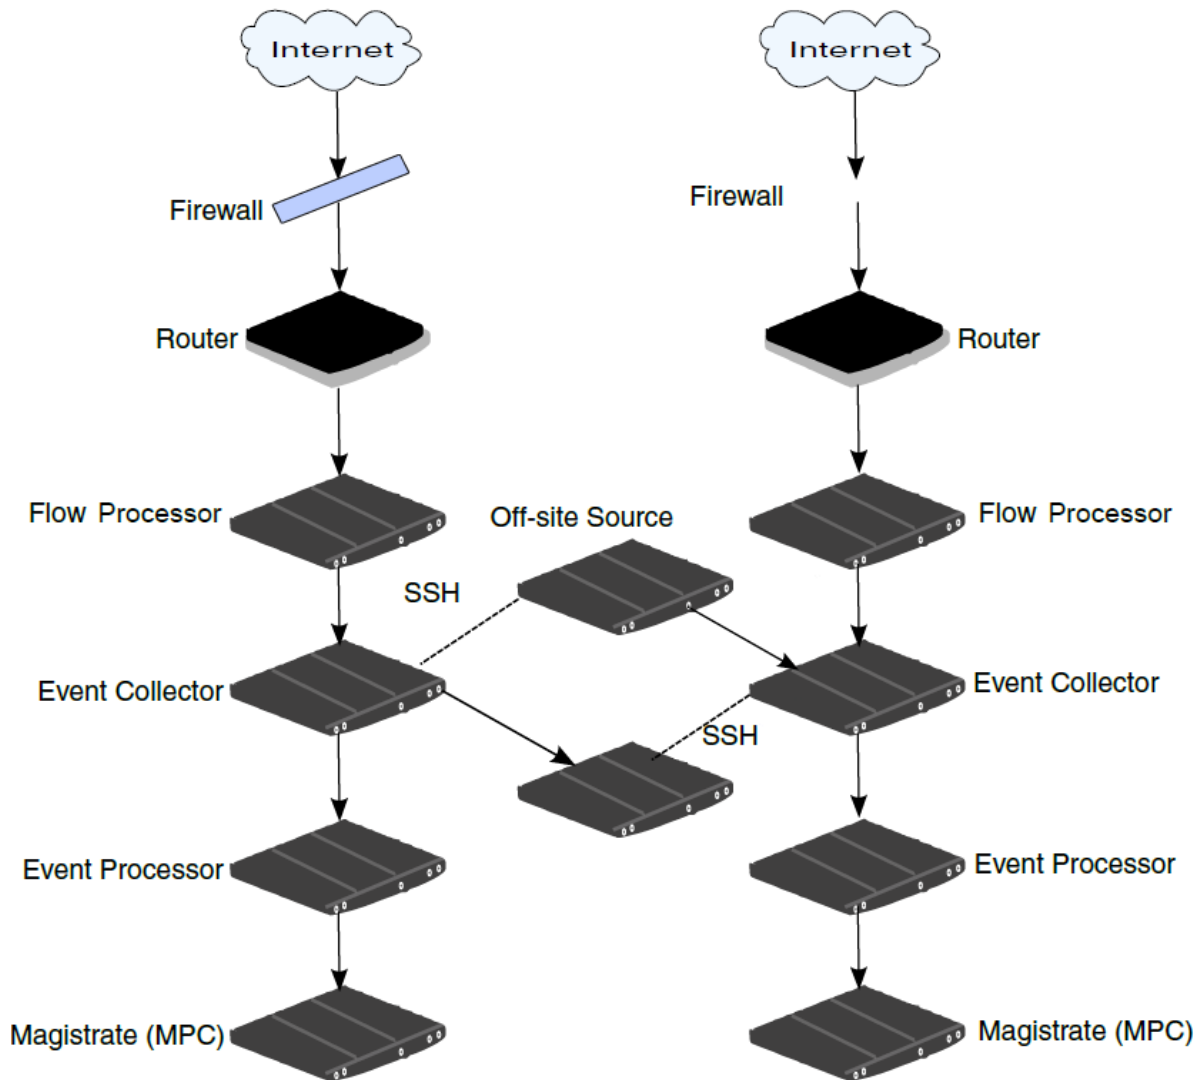 Internet
Internet
Firewall
Firewall
Router
Router
Flow Processor
Off-site Source
Flow Processor
SSH
Event Collector
Event Collector
SSH
Event Processor
Event Processor
Magistrate (MPC)
Magistrate (MPC)